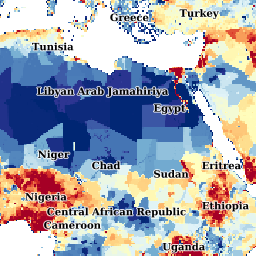 Greece
Turkey
Tunisia
Libyan Arab Jamahiriya
Egypt
Niger
Chad
Sudan
Eritrea
Nigeria
Central African Republic
Ethiopia
Cameroon
Uganda